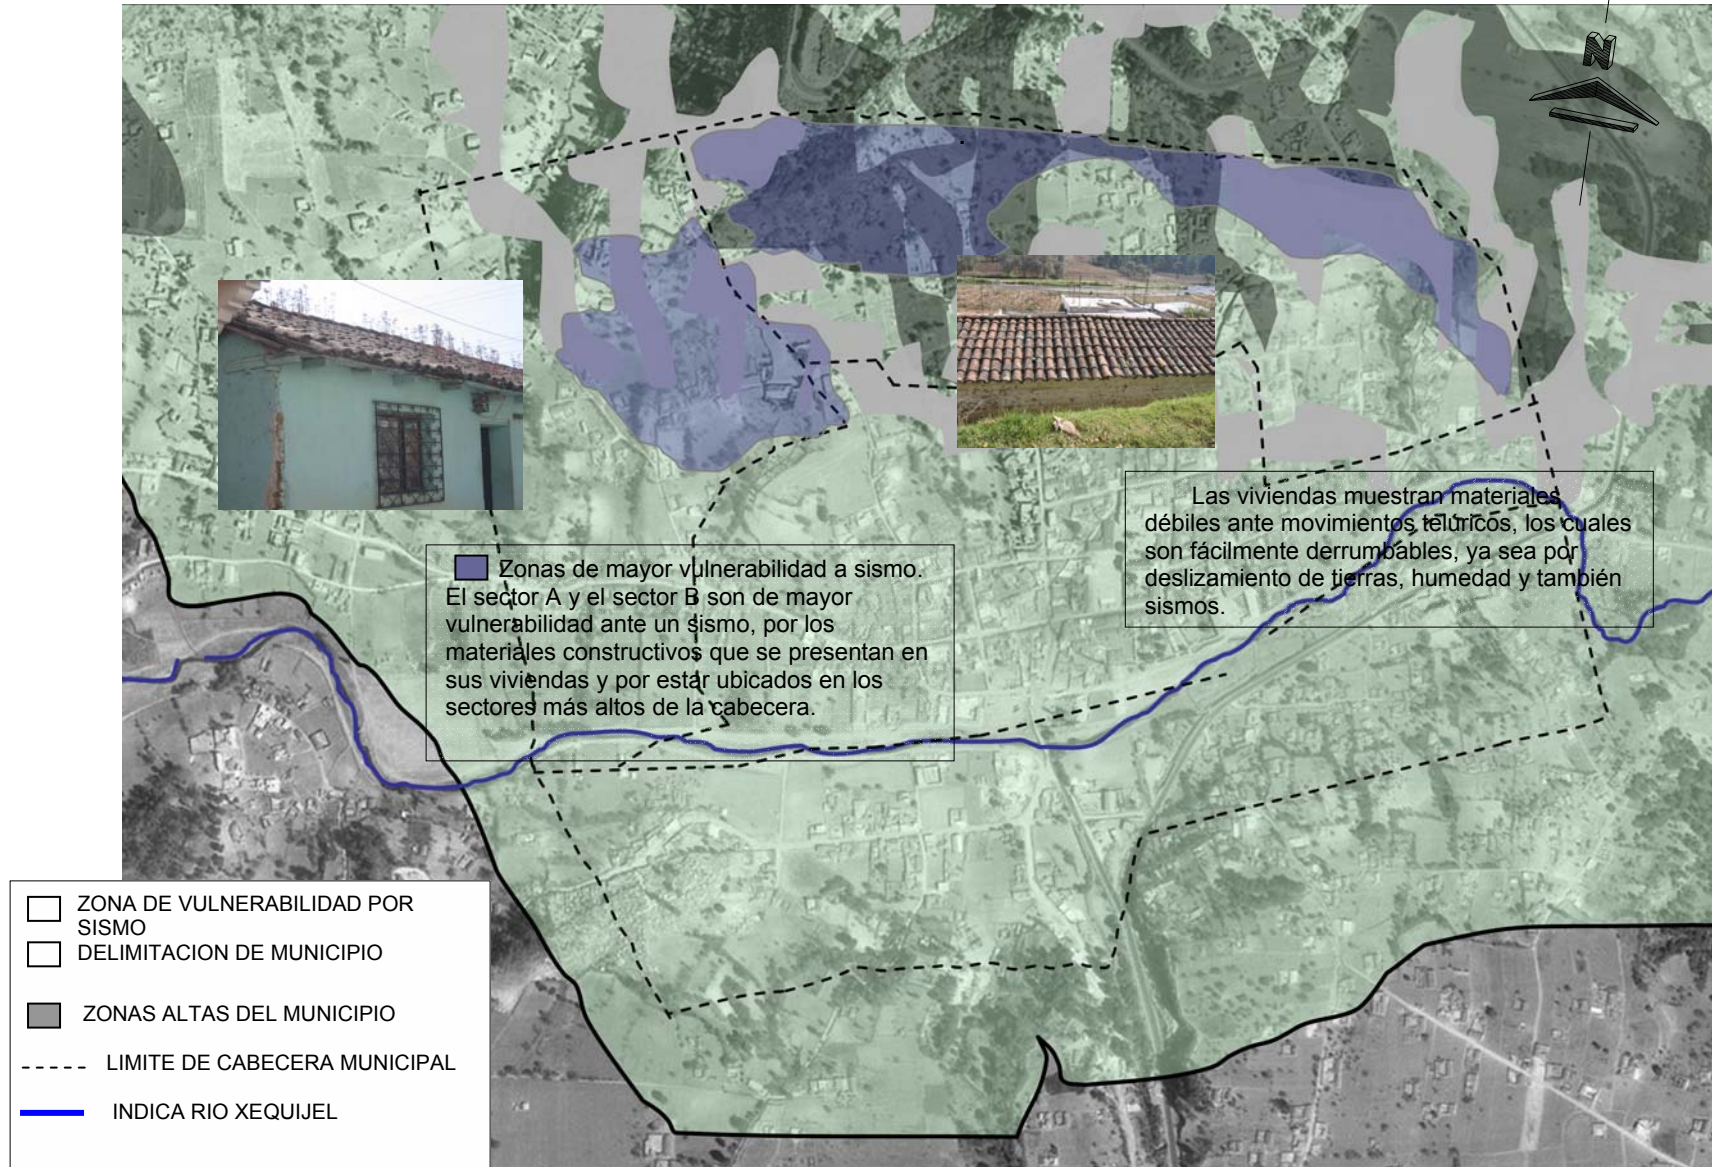 N
Las viviendas muestran materiales
débiles ante movimientos telúricos, los cuales
son fácilmente derrumbables, ya sea por
deslizamiento de tierras, humedad y también
sismos.
Zonas de mayor vulnerabilidad a sismo.
El sector A y el sector B son de mayor
vulnerabilidad ante un sismo, por los
materiales constructivos que se presentan en
sus viviendas y por estar ubicados en los
sectores más altos de la cabecera.
ZONA DE VULNERABILIDAD POR
SISMO
DELIMITACION DE MUNICIPIO
ZONAS ALTAS DEL MUNICIPIO
LIMITE DE CABECERA MUNICIPAL
INDICA RIO XEQUIJEL